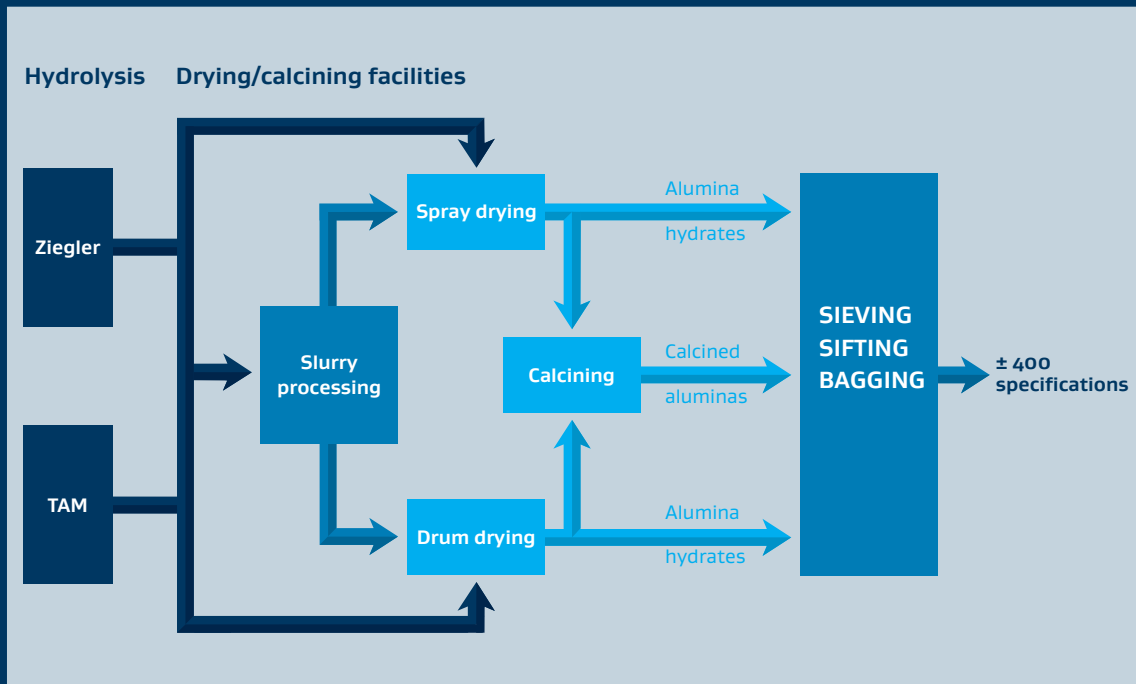 Hydrolysis
Drying/calcining facilities
Ziegler
TAM
Slurry
processing
Spray drying
Drum drying
Calcining
Alumina
hydrates
Calcined
aluminas
Alumina
hydrates
SIEVING
SIFTING
BAGGING
± 400
specifications